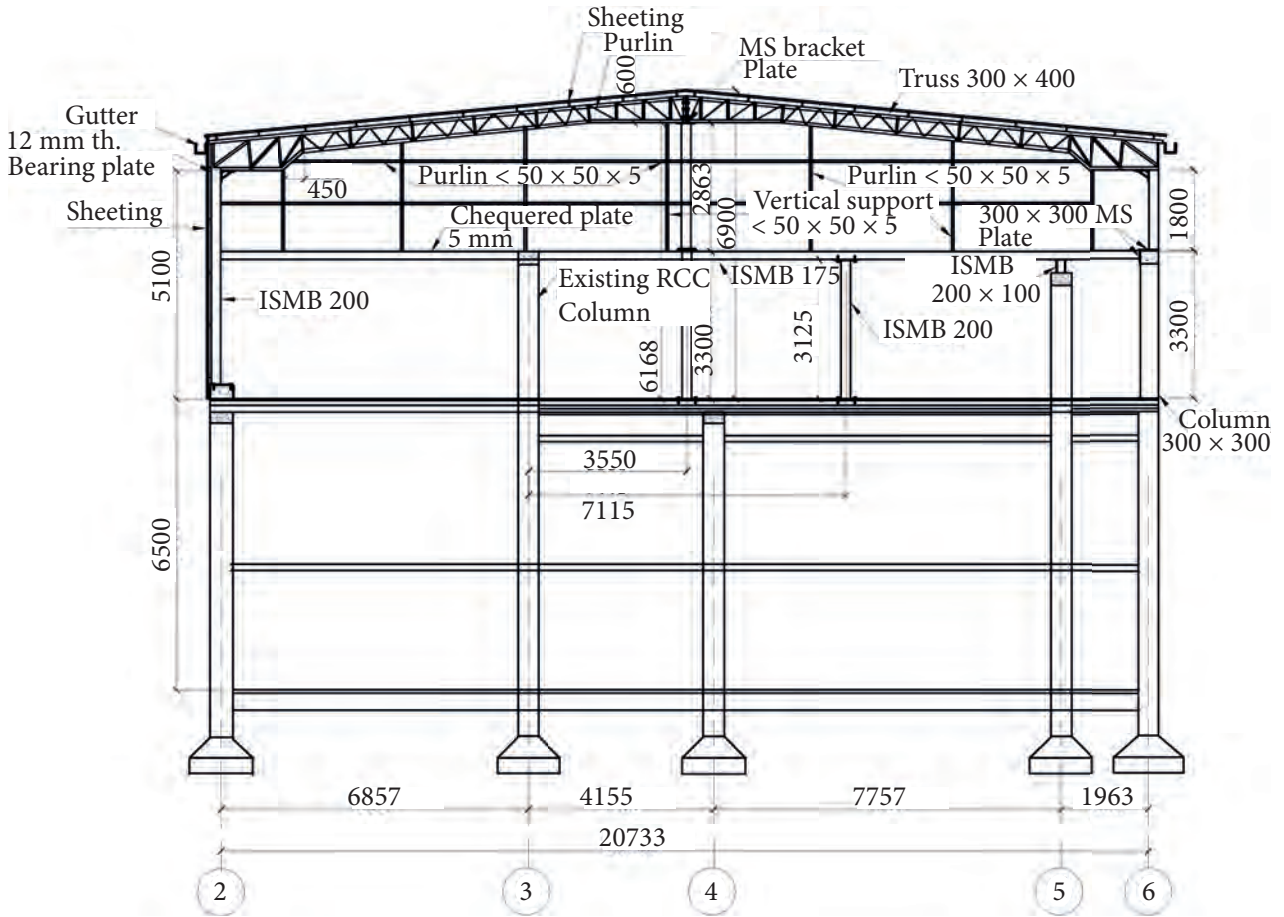 Sheeting
Purlin
600
MS bracket
Plate
Truss 300 × 400
Gutter
12 mm th.
Bearing plate
450
Purlin < 50 × 50 × 5
2863
Purlin < 50 × 50 × 5
Sheeting
Chequered plate
5 mm
6900
Vertical support
< 50 × 50 × 5
300 × 300 MS
Plate
1800
5100
ISMB 200
Existing RCC
Column
ISMB 175
ISMB
200 × 100
6168
3300
3125
ISMB 200
3300
Column
300 × 300
3550
7115
6500
6857
4155
7757
1963
20733
2
3
4
5
6